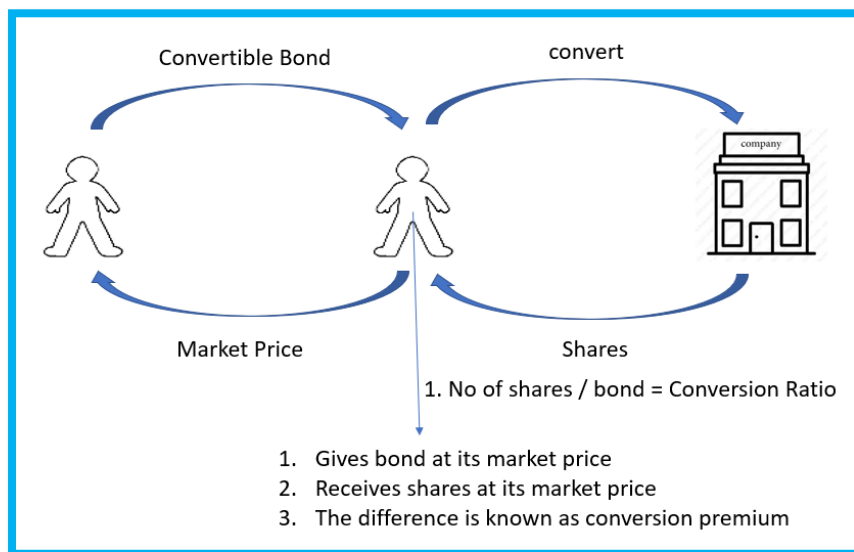 Convertible Bond
convert
company
Market Price
Shares
1. No of shares / bond = Conversion Ratio
1. Gives bond at its market price
2. Receives shares at its market price
3. The difference is known as conversion premium